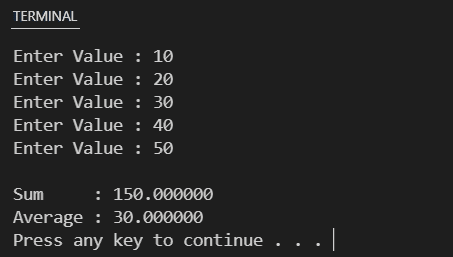 TERMINAL
Enter Value : 10
Enter Value : 20
Enter Value : 30
Enter Value : 40
Enter Value : 50
Sum     : 150.000000
Average : 30.000000
Press any key to continue . . .